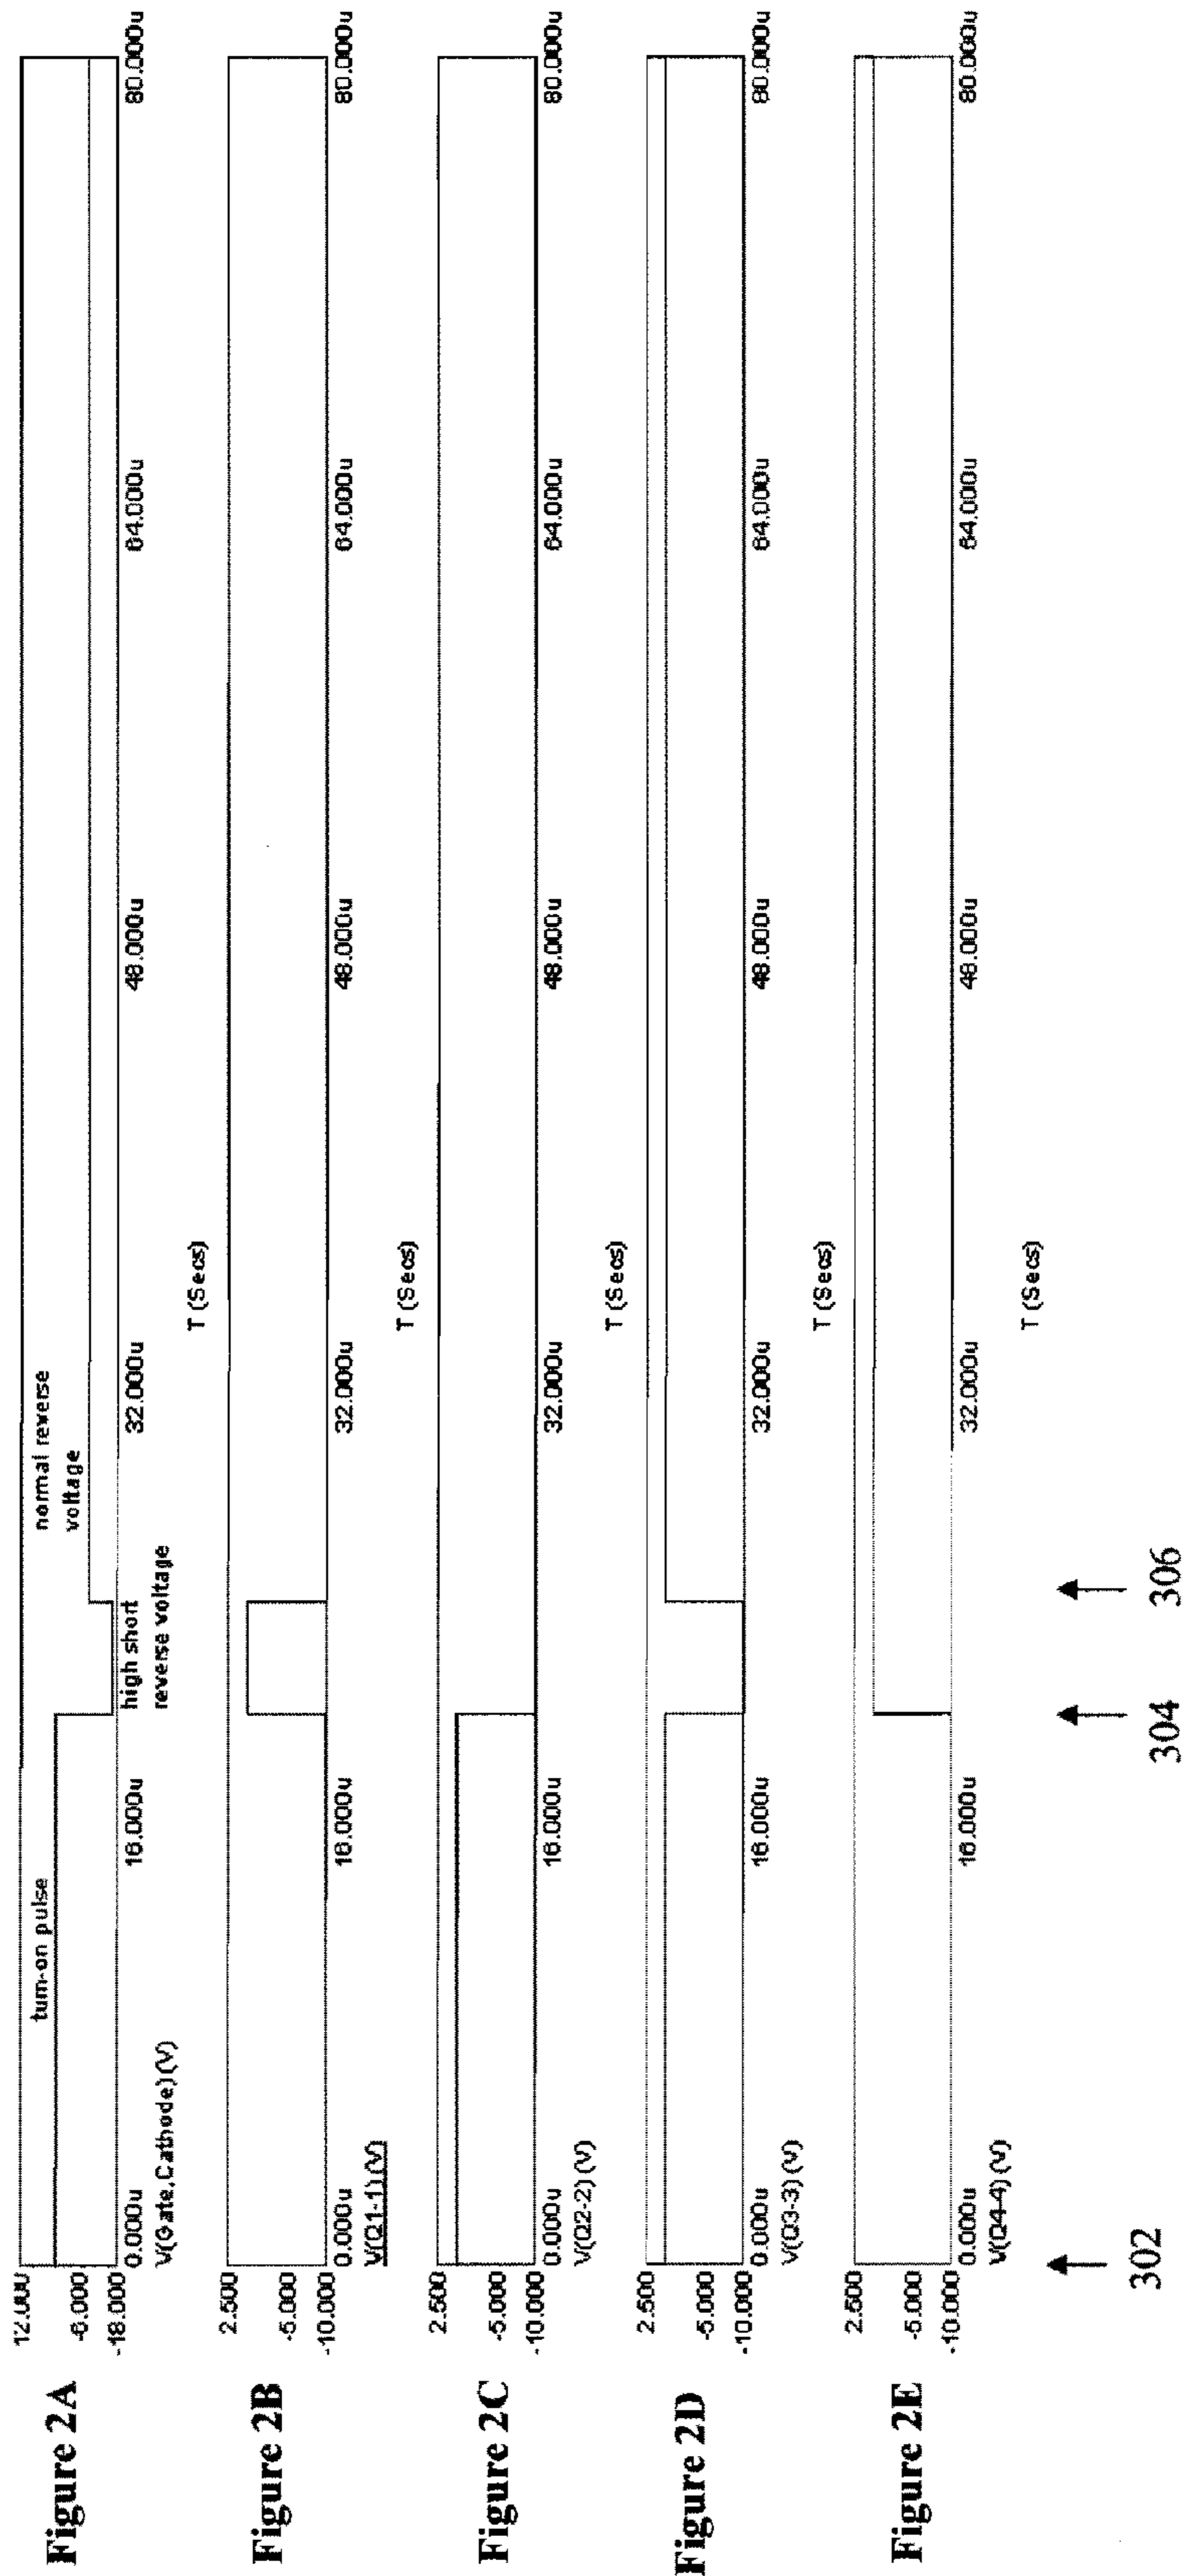 Figure 2A
12.000
-6.000
-18.000
turn-on pulse
normal reverse
voltage
high short
reverse voltage
0.000u 16.000u 32.000u 48.000u 64.000u 80.000u
V(Gate,Cathode) (V)
T (Secs)
Figure 2B
2.500
-5.000
-10.000
0.000u 16.000u 32.000u 48.000u 64.000u 80.000u
V(Q1-1) (V)
T (Secs)
Figure 2C
2.500
-5.000
-10.000
0.000u 16.000u 32.000u 48.000u 64.000u 80.000u
V(Q2-2) (V)
T (Secs)
Figure 2D
2.500
-5.000
-10.000
0.000u 16.000u 32.000u 48.000u 64.000u 80.000u
V(Q3-3) (V)
T (Secs)
Figure 2E
2.500
-5.000
-10.000
0.000u 16.000u 32.000u 48.000u 64.000u 80.000u
V(Q4-4) (V)
T (Secs)
302 304 306